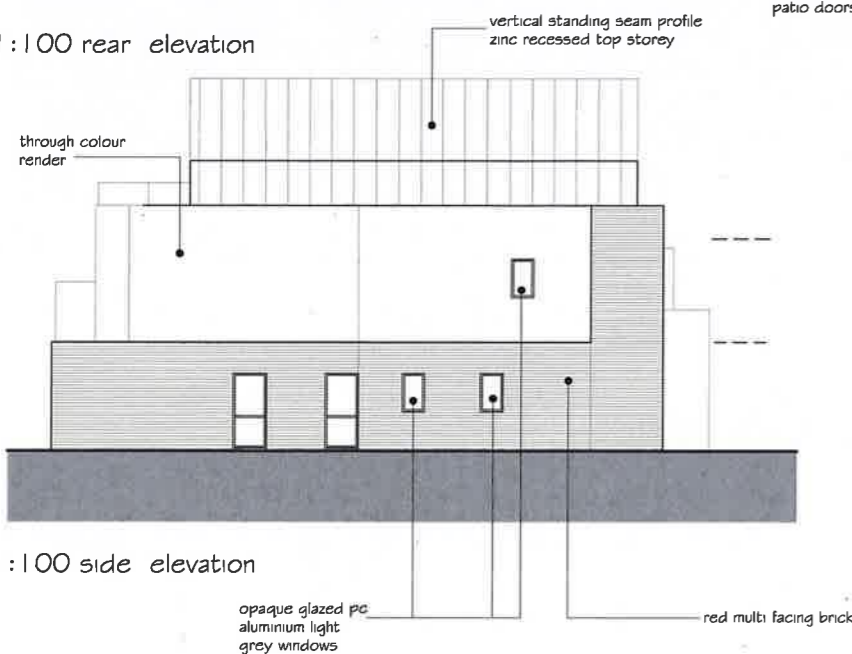 patio doors
vertical standing seam profile
zinc recessed top storey
:100 rear elevation
through colour
render
:100 side elevation
opaque glazed pc
aluminium light
grey windows
red multi facing brick